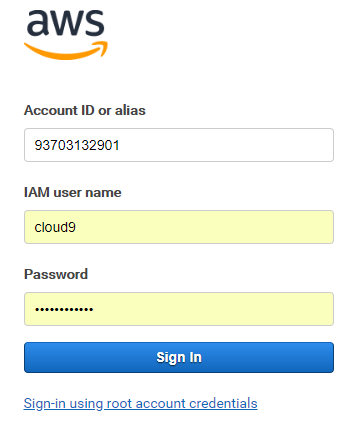 aws
Account ID or alias
93703132901
IAM user name
cloud9
Password
••••••••••••
Sign In
Sign-in using root account credentials